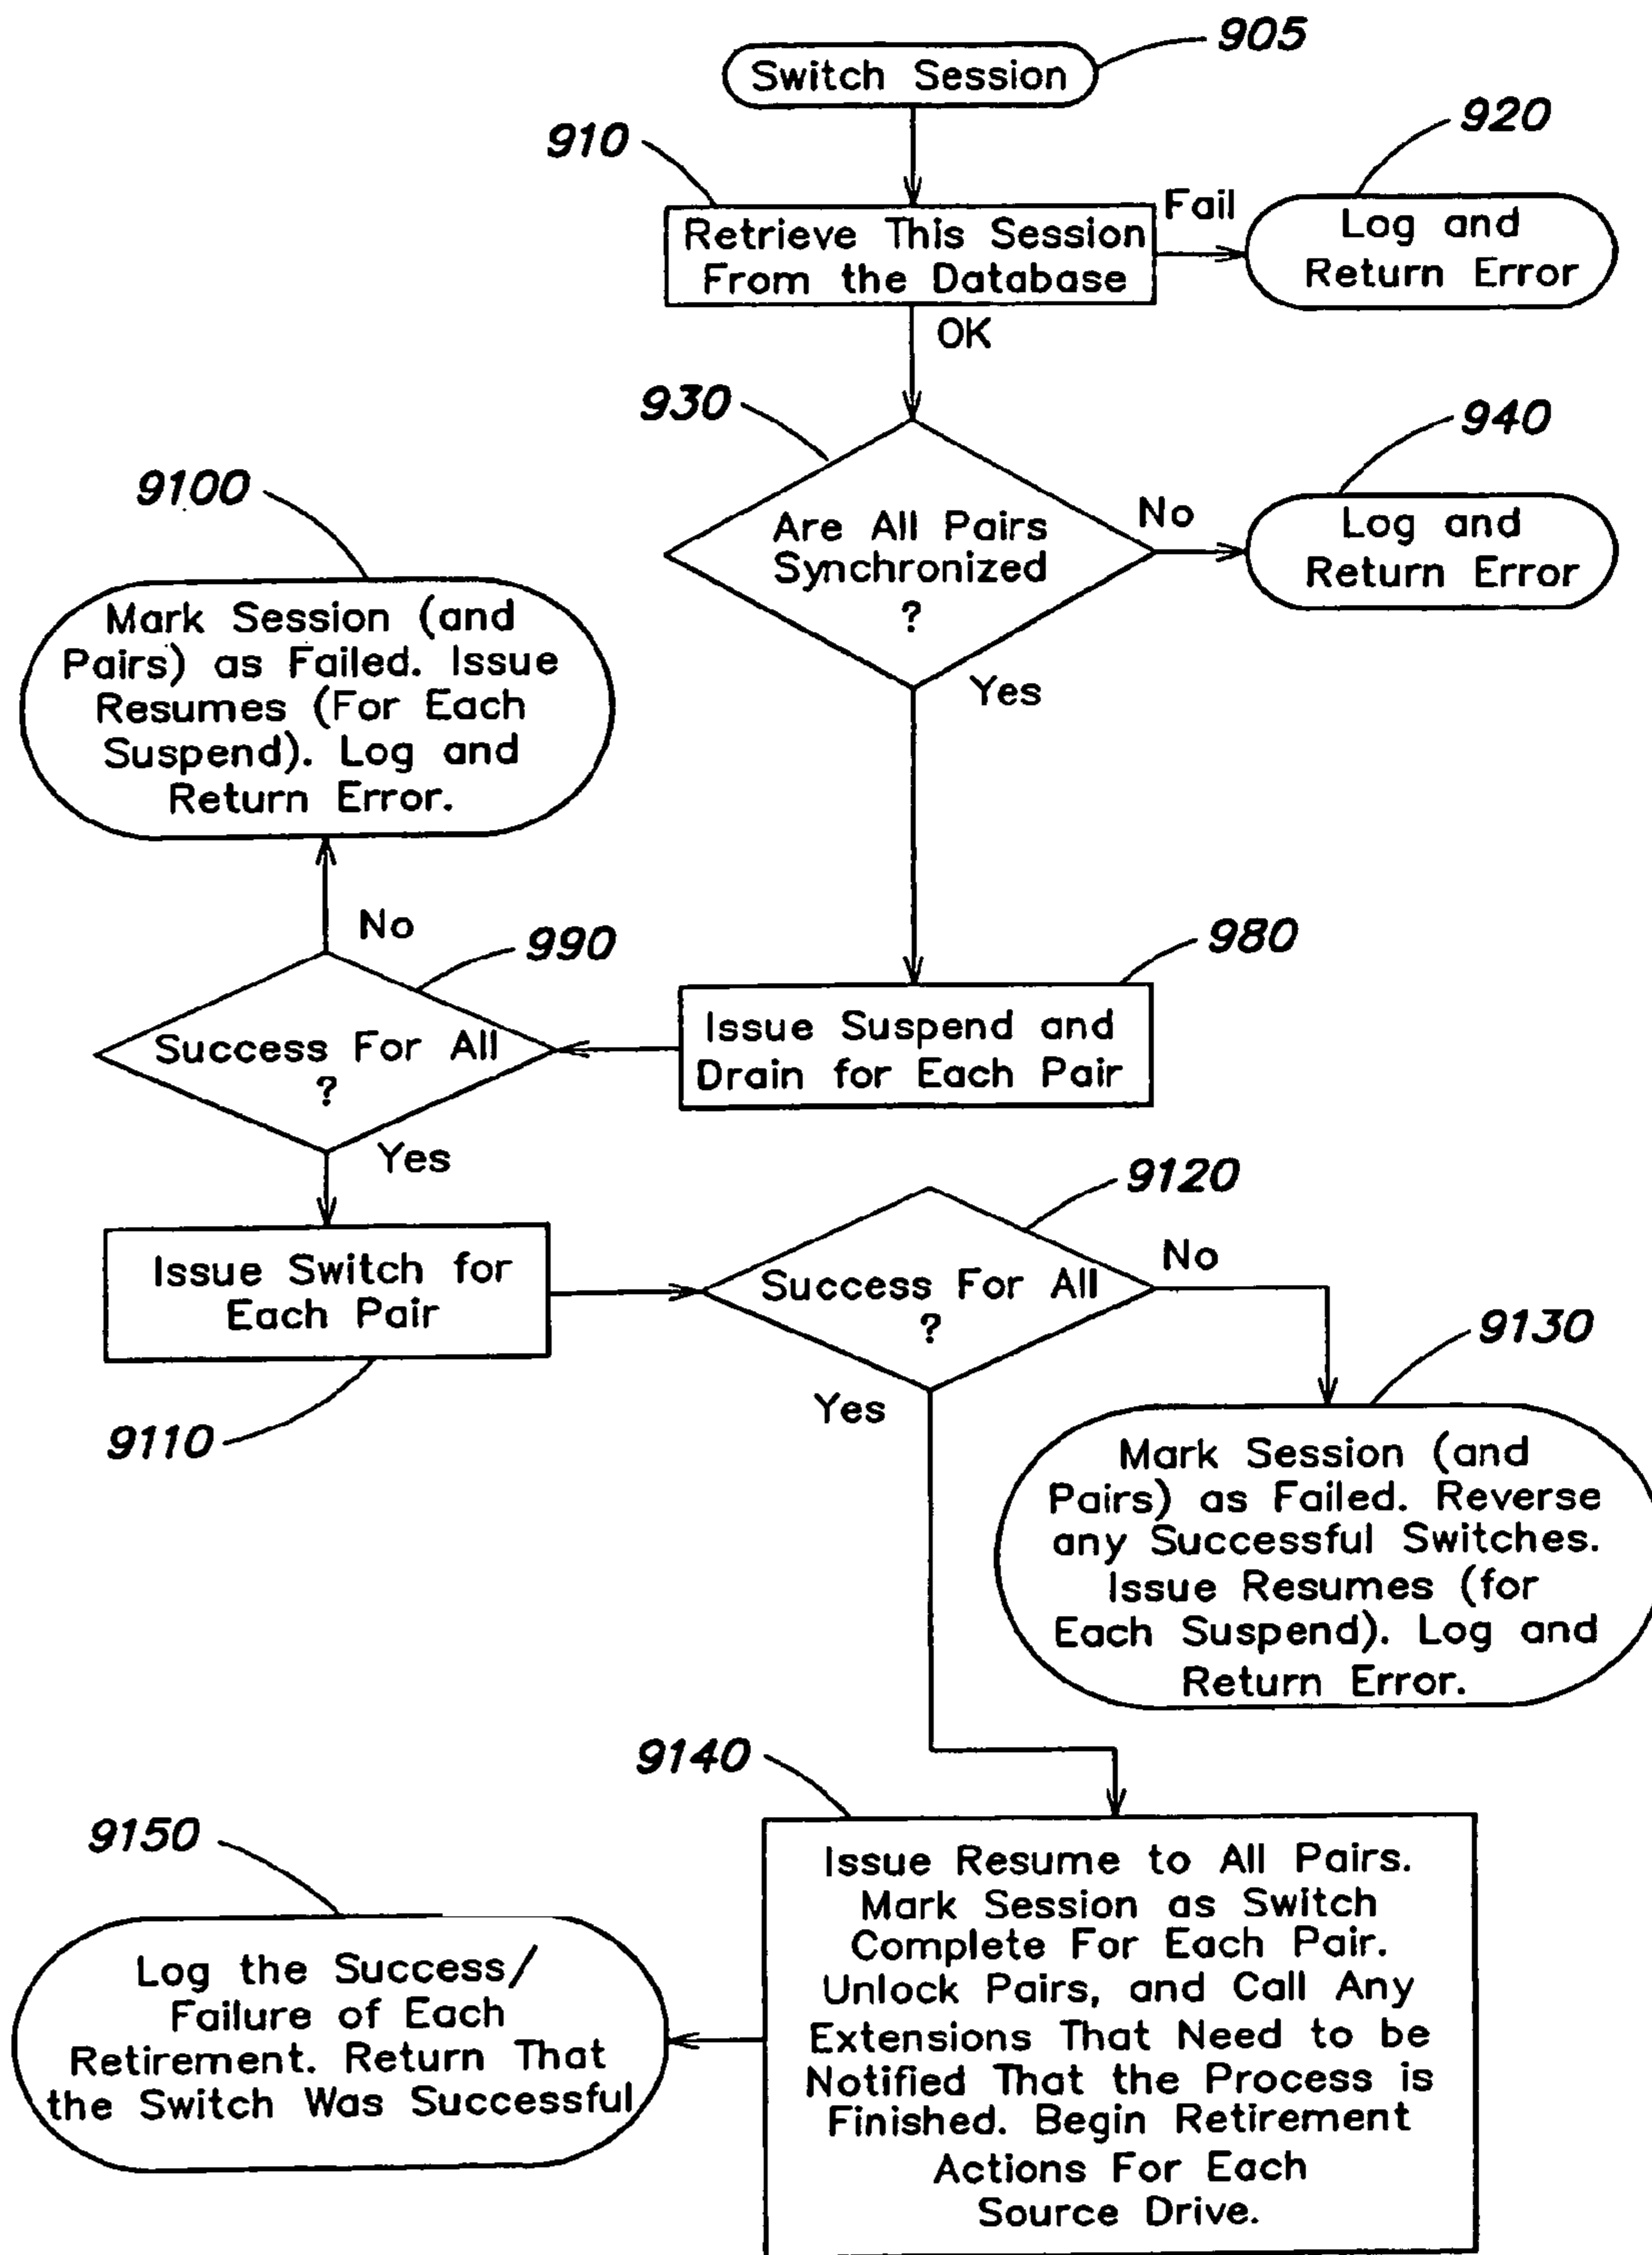 905
Switch Session
910
920
Retrieve This Session
From the Database
Fail
Log and
Return Error
OK
930
940
Are All Pairs
Synchronized
?
No
Log and
Return Error
Yes
9100
Mark Session (and
Pairs) as Failed. Issue
Resumes (For Each
Suspend). Log and
Return Error.
No
990
980
Success For All
?
Issue Suspend and
Drain for Each Pair
Yes
9120
Issue Switch for
Each Pair
9110
Success For All
?
No
Yes
9130
Mark Session (and
Pairs) as Failed. Reverse
any Successful Switches.
Issue Resumes (for
Each Suspend). Log and
Return Error.
9140
Issue Resume to All Pairs.
Mark Session as Switch
Complete For Each Pair.
Unlock Pairs, and Call Any
Extensions That Need to be
Notified That the Process is
Finished. Begin Retirement
Actions For Each
Source Drive.
9150
Log the Success/
Failure of Each
Retirement. Return That
the Switch Was Successful